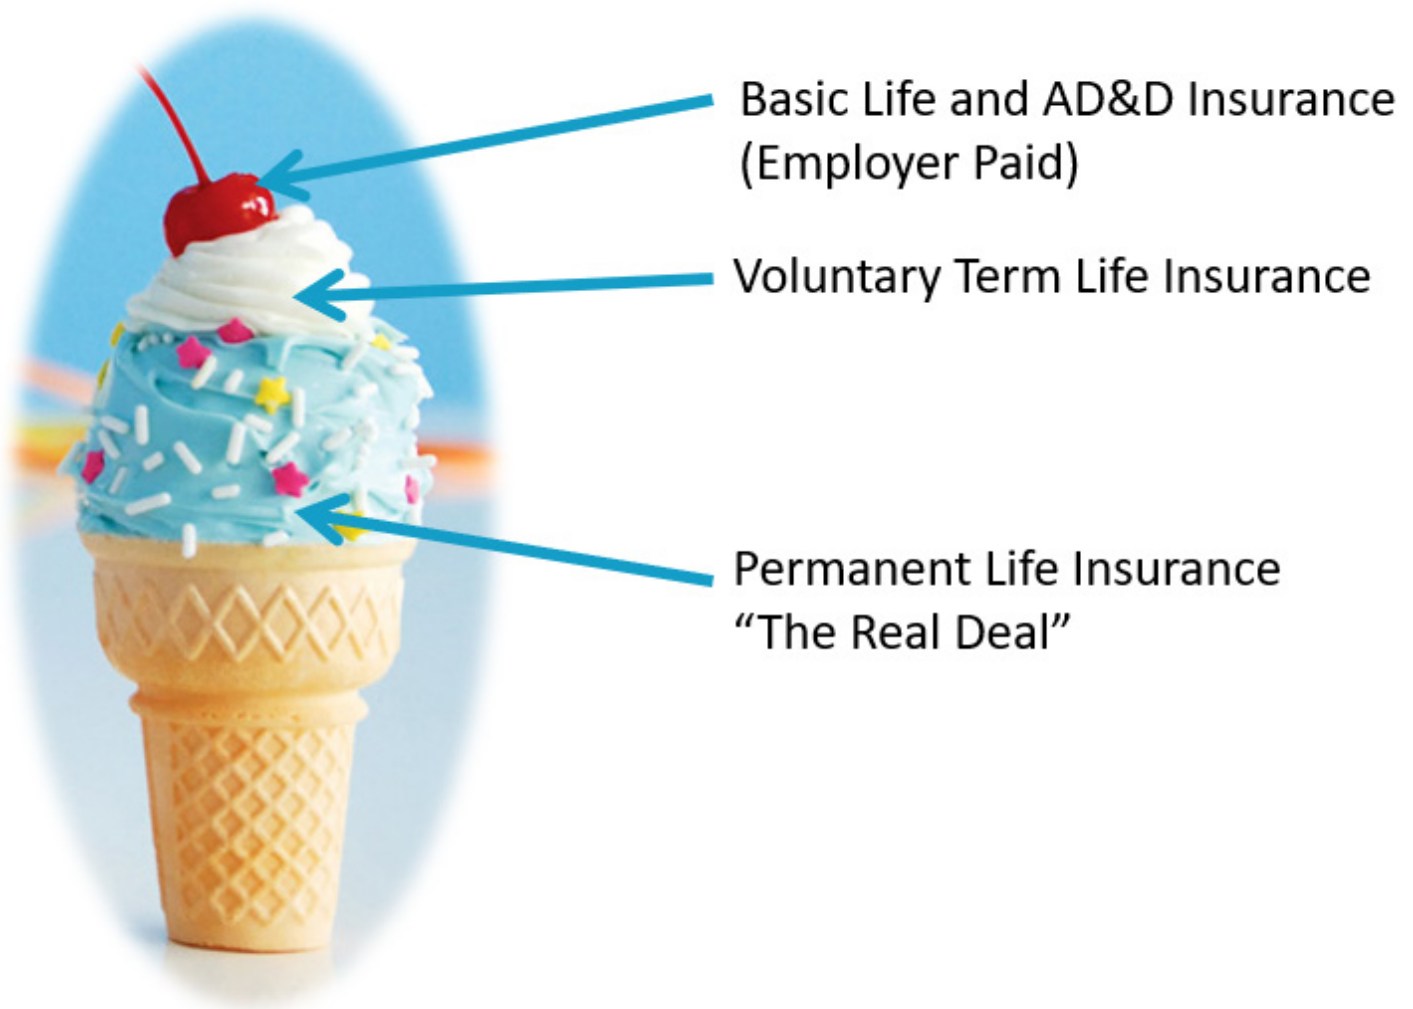 Basic Life and AD&D Insurance
(Employer Paid)
Voluntary Term Life Insurance
Permanent Life Insurance
“The Real Deal”